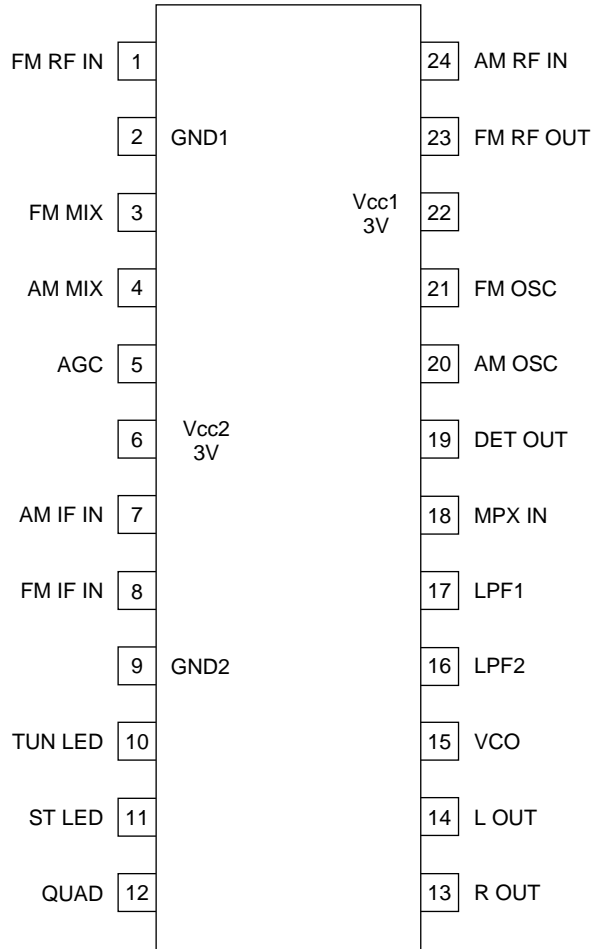 FM RF IN 1 24 AM RF IN
2 GND1 23 FM RF OUT
FM MIX 3 Vcc1 22
3V
AM MIX 4 21 FM OSC
AGC 5 20 AM OSC
6 Vcc2 19 DET OUT
3V
AM IF IN 7 18 MPX IN
FM IF IN 8 17 LPF1
9 GND2 16 LPF2
TUN LED 10 15 VCO
ST LED 11 14 L OUT
QUAD 12 13 R OUT